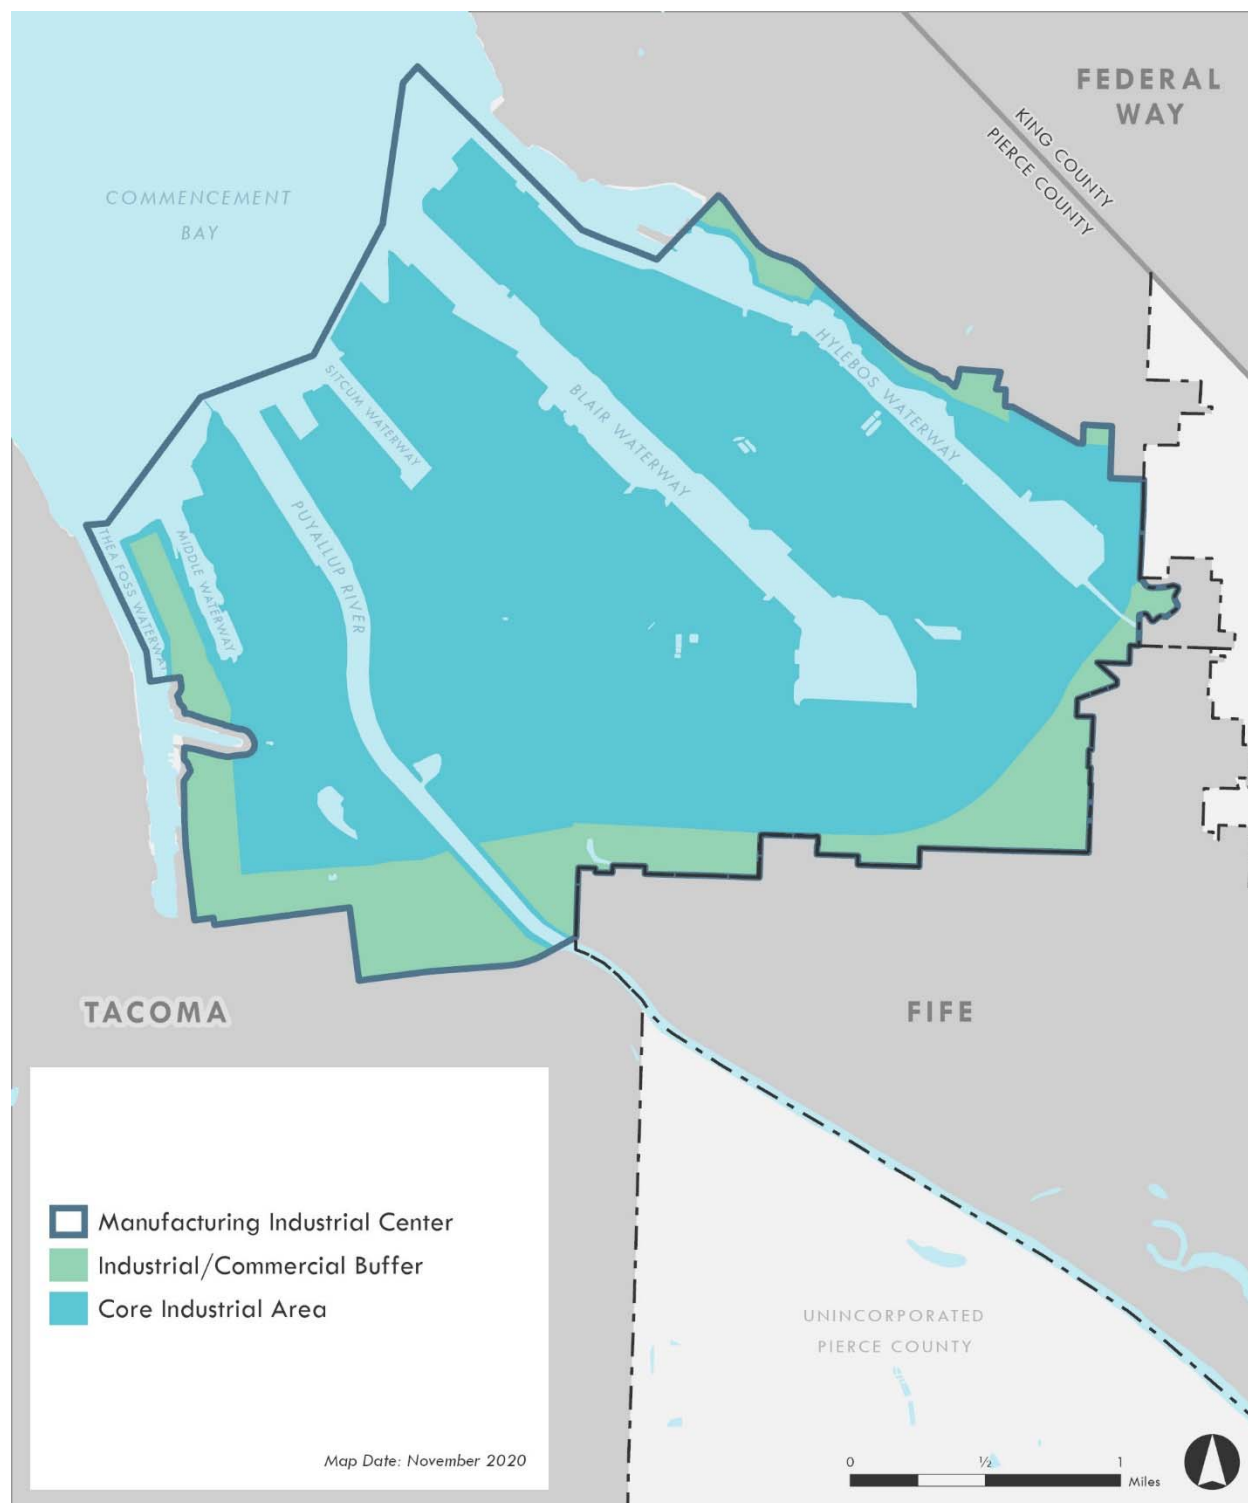 FEDERAL
WAY
KING COUNTY
PIERCE COUNTY
COMMENCEMENT
BAY
HYLEBOS WATERWAY
SITCUM WATERWAY
BLAIR WATERWAY
PUYALLUP RIVER
MIDDLE WATERWAY
THEA FOSS WATERWAY
TACOMA
FIFE
Manufacturing Industrial Center
Industrial/Commercial Buffer
Core Industrial Area
UNINCORPORATED
PIERCE COUNTY
Map Date: November 2020
0 ½ 1
Miles